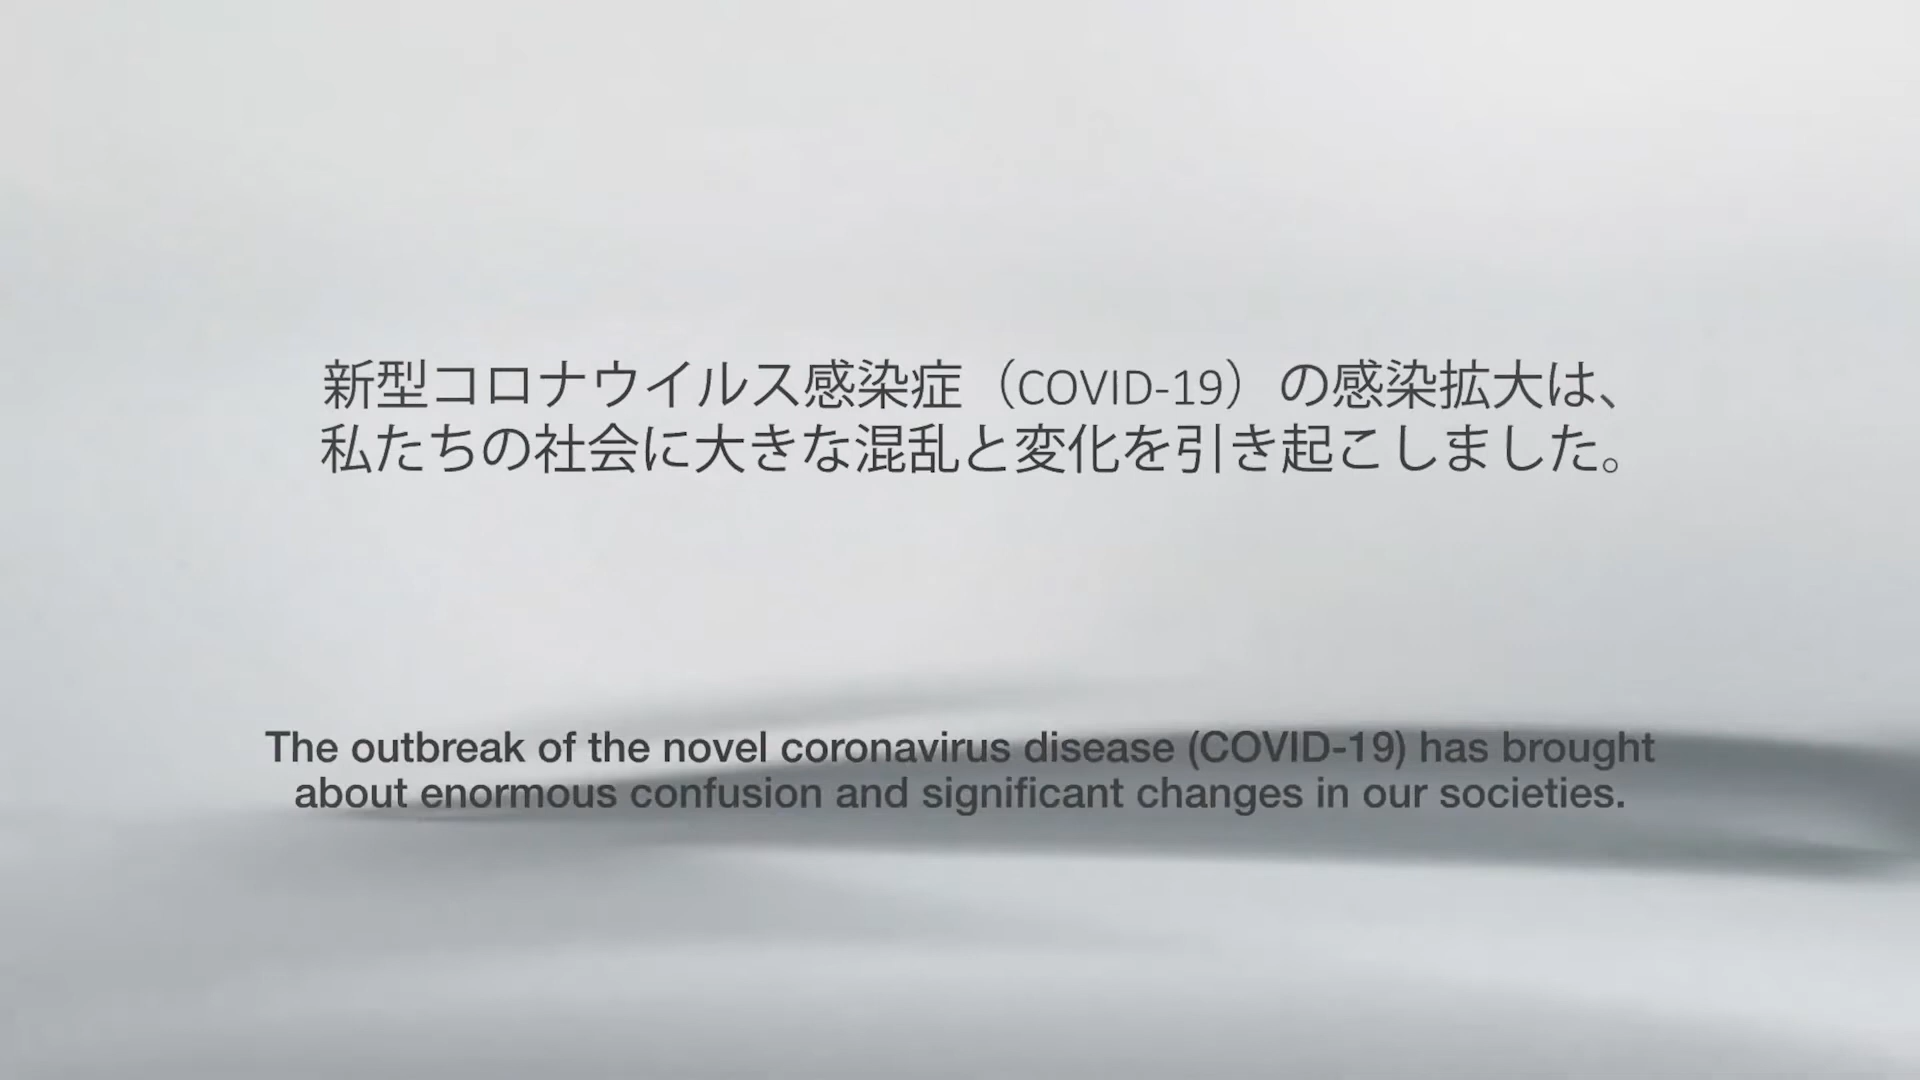 新型コロナウイルス感染症（COVID-19）の感染拡大は、
私たちの社会に大きな混乱と変化を引き起こしました。
The outbreak of the novel coronavirus disease (COVID-19) has brought
about enormous confusion and significant changes in our societies.